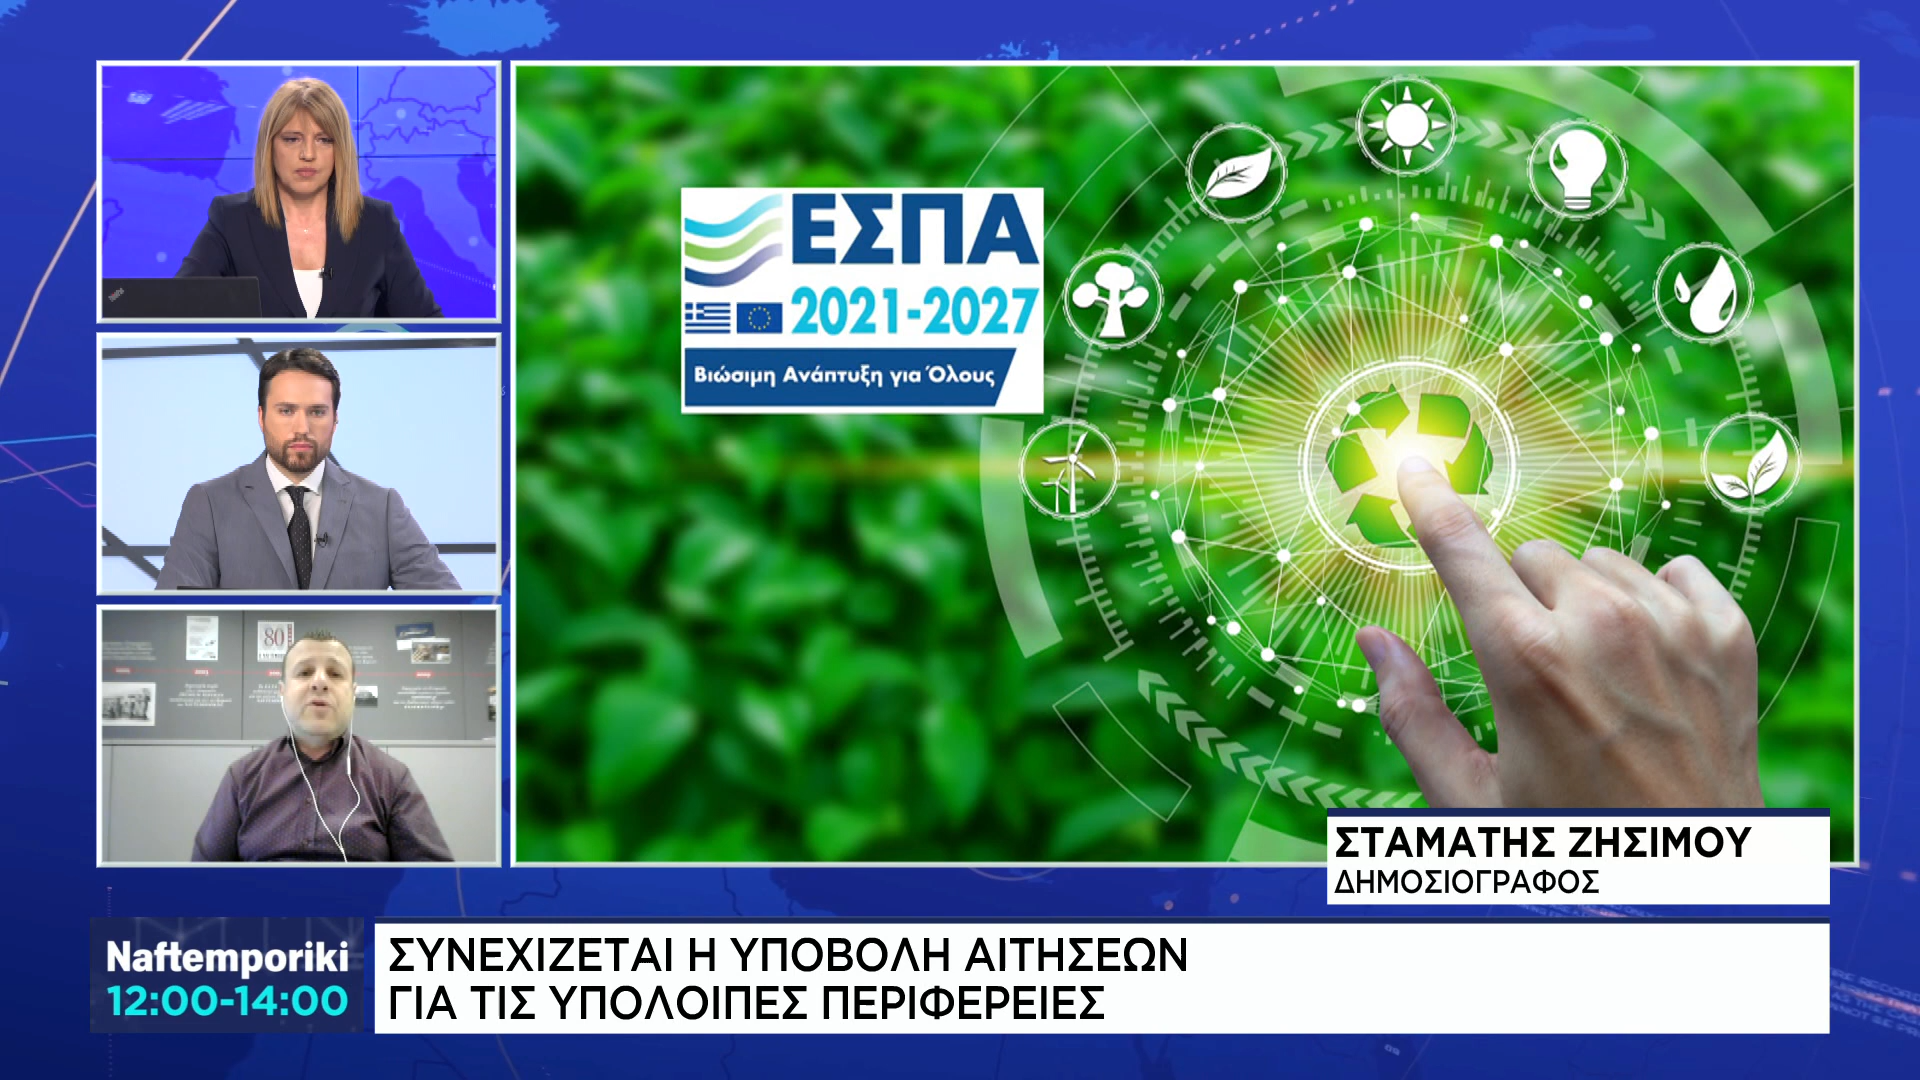 ΕΣΠΑ
2021-2027
Βιώσιμη Ανάπτυξη για Όλους
80
ΣΤΑΜΑΤΗΣ ΖΗΣΙΜΟΥ
ΔΗΜΟΣΙΟΓΡΑΦΟΣ
Naftemporiki
12:00-14:00
ΣΥΝΕΧΙΖΕΤΑΙ Η ΥΠΟΒΟΛΗ ΑΙΤΗΣΕΩΝ
ΓΙΑ ΤΙΣ ΥΠΟΛΟΙΠΕΣ ΠΕΡΙΦΕΡΕΙΕΣ